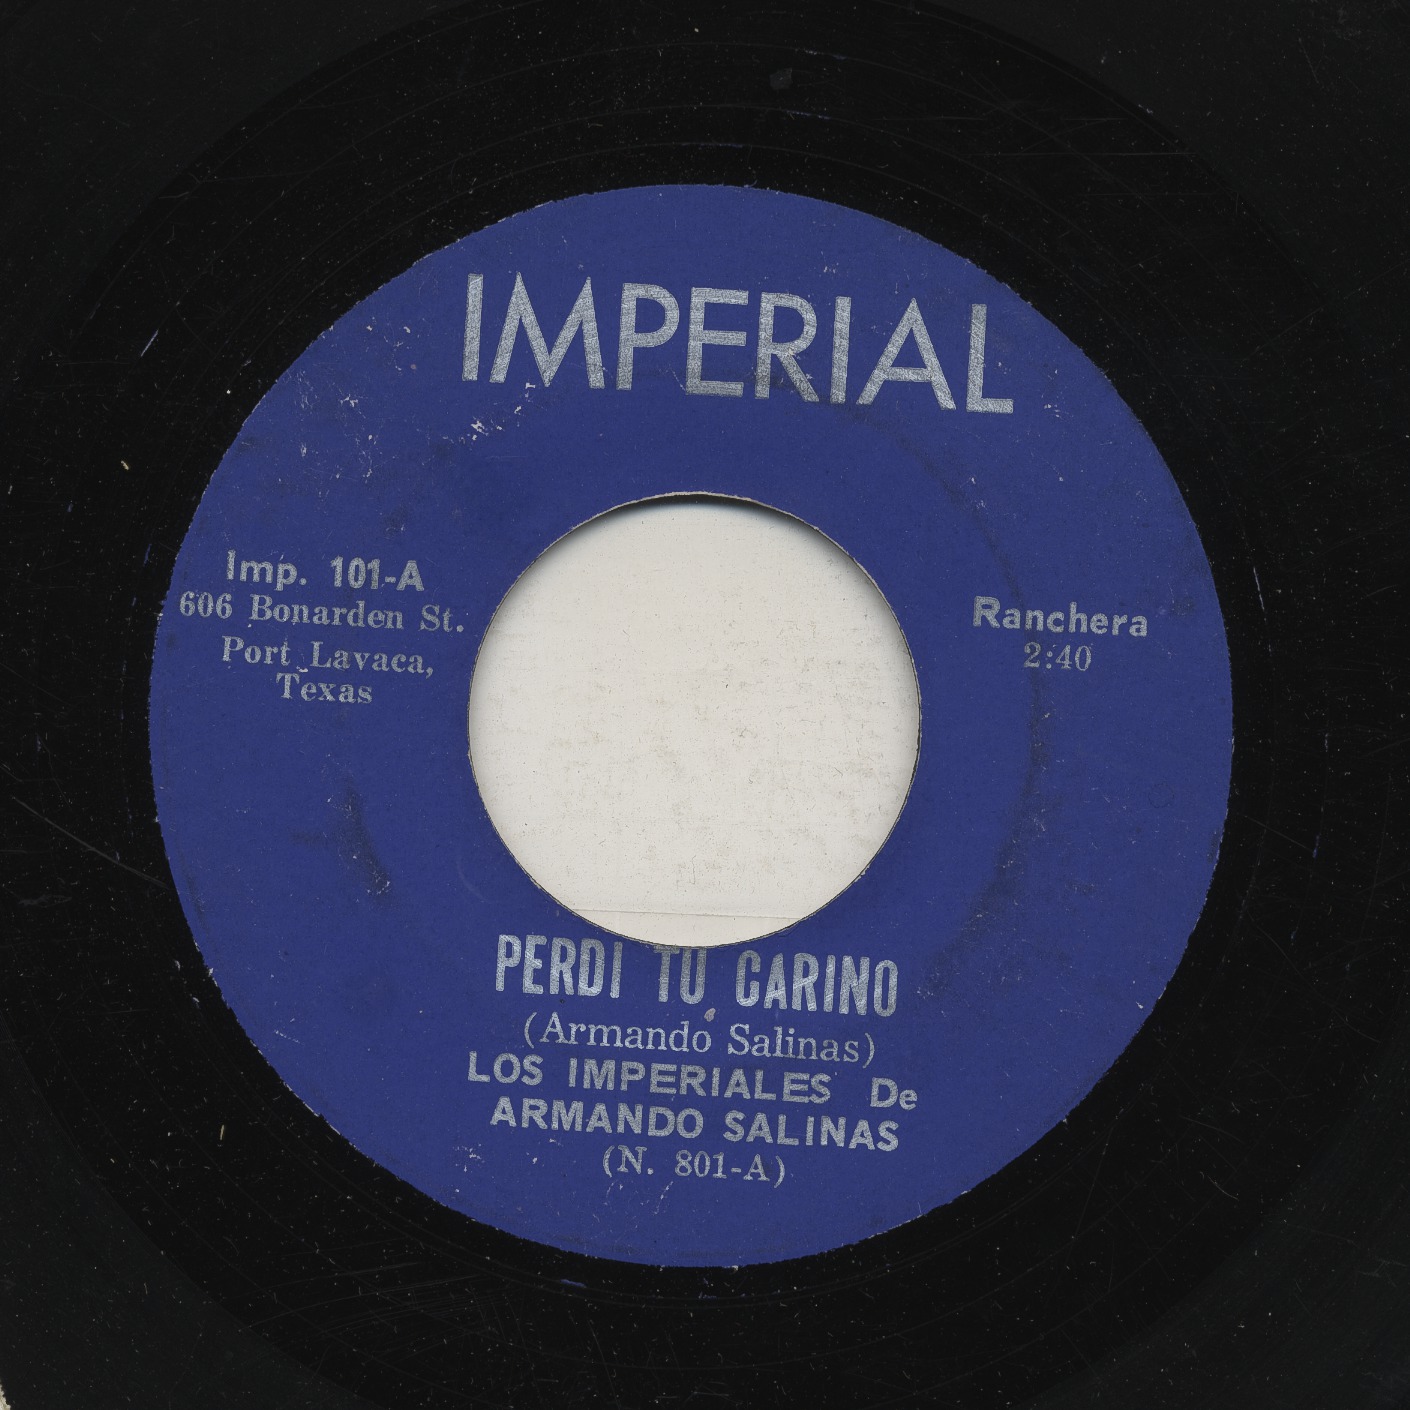 IMPERIAL
Imp. 101-A
606 Bonarden St.
Port Lavaca,
Texas
Ranchera
2:40
PERDI TU CARINO
(Armando Salinas)
LOS IMPERIALES De
ARMANDO SALINAS
(N. 801-A)